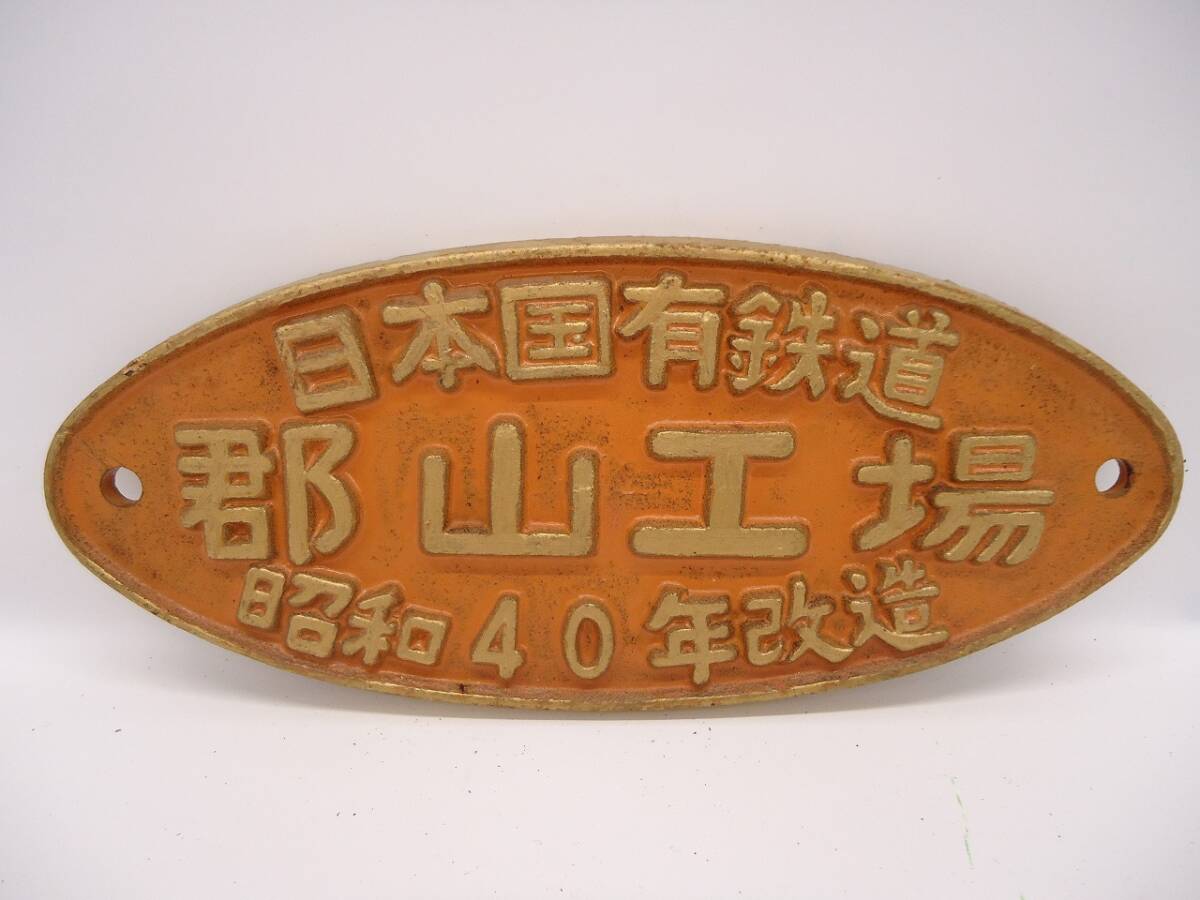 日本国有鉄道
郡山工場
昭和40年改造